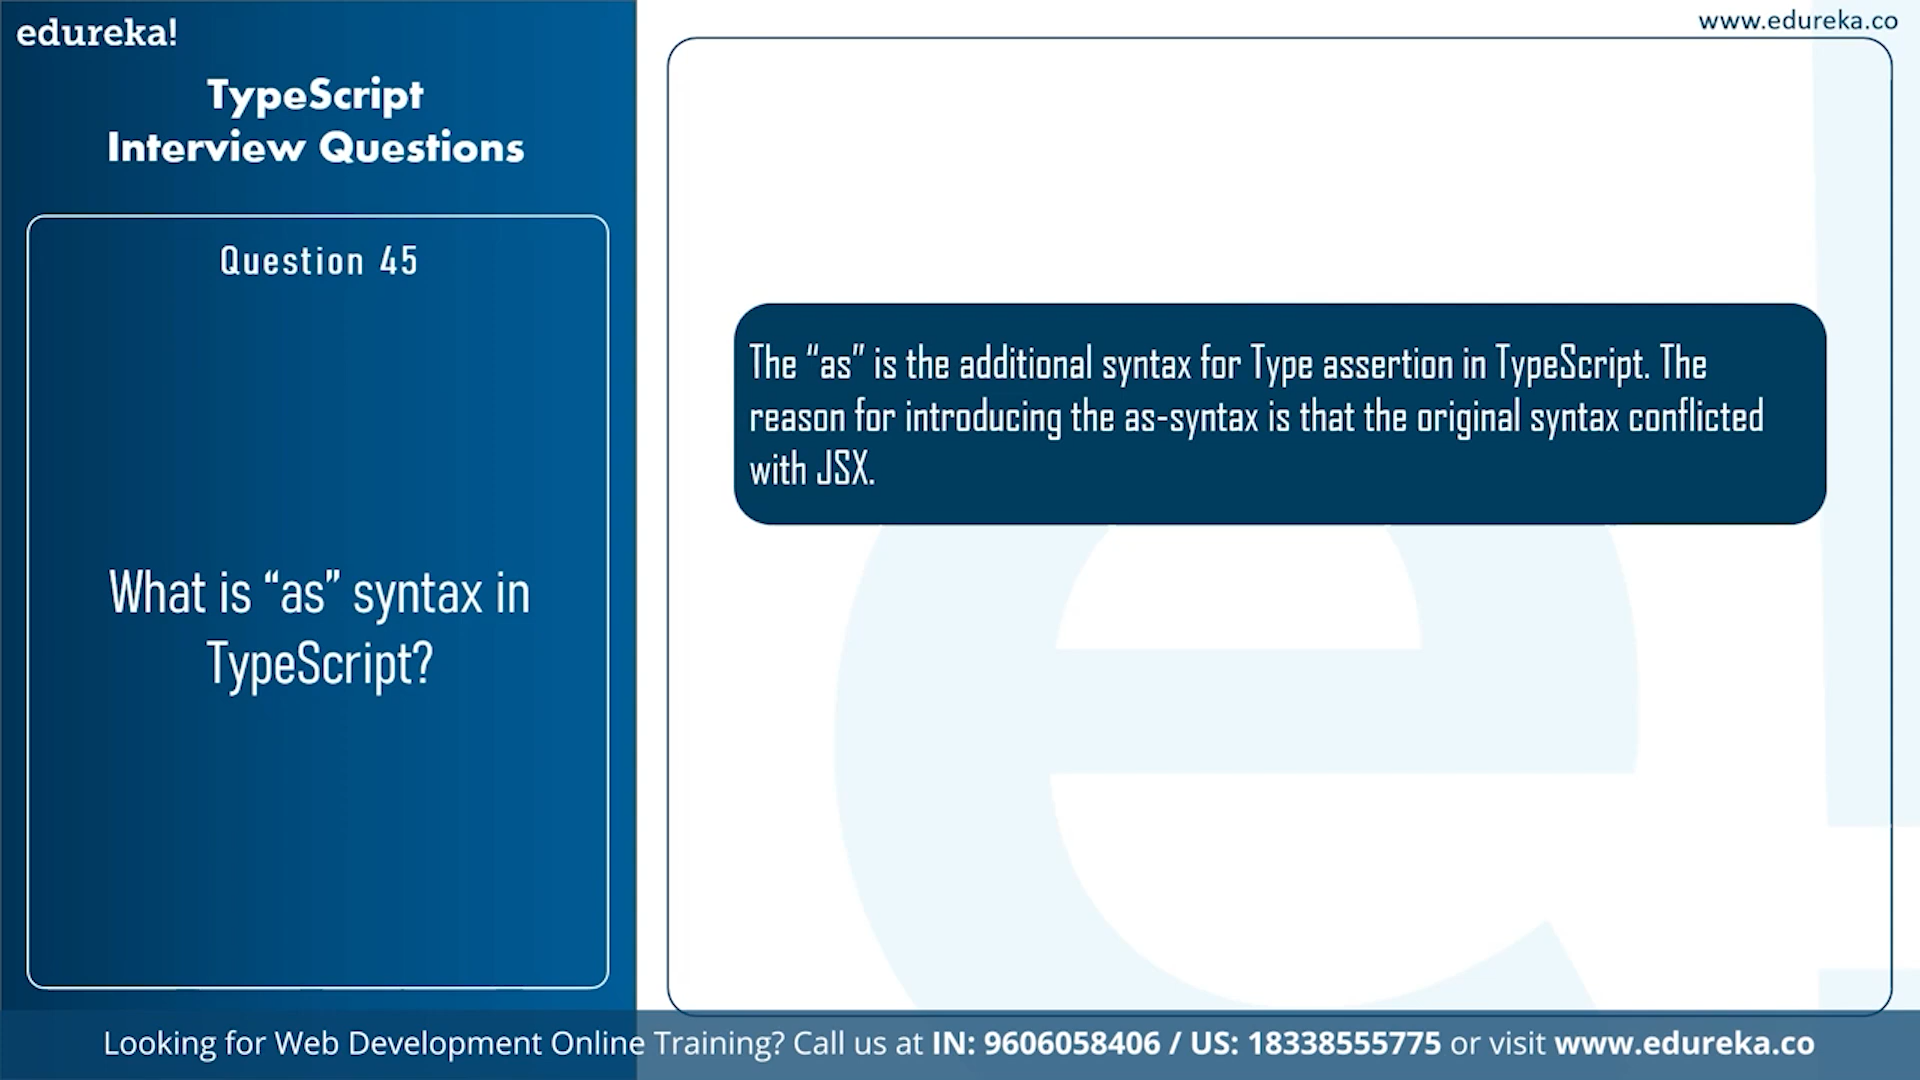 edureka!
www.edureka.co
TypeScript
Interview Questions
Question 45
What is “as” syntax in
TypeScript?
The “as” is the additional syntax for Type assertion in TypeScript. The
reason for introducing the as-syntax is that the original syntax conflicted
with JSX.
Looking for Web Development Online Training? Call us at IN: 9606058406 / US: 18338555775 or visit www.edureka.co